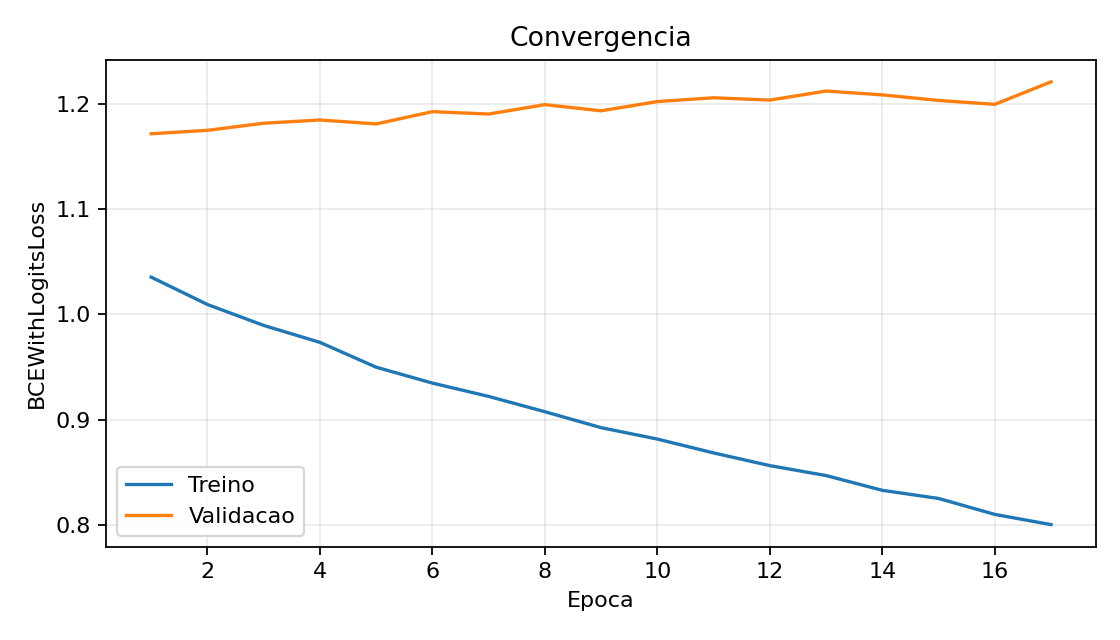 Convergencia
BCEWithLogitsLoss
1.2
1.1
1.0
0.9
0.8
Treino
Validacao
2 4 6 8 10 12 14 16
Epoca